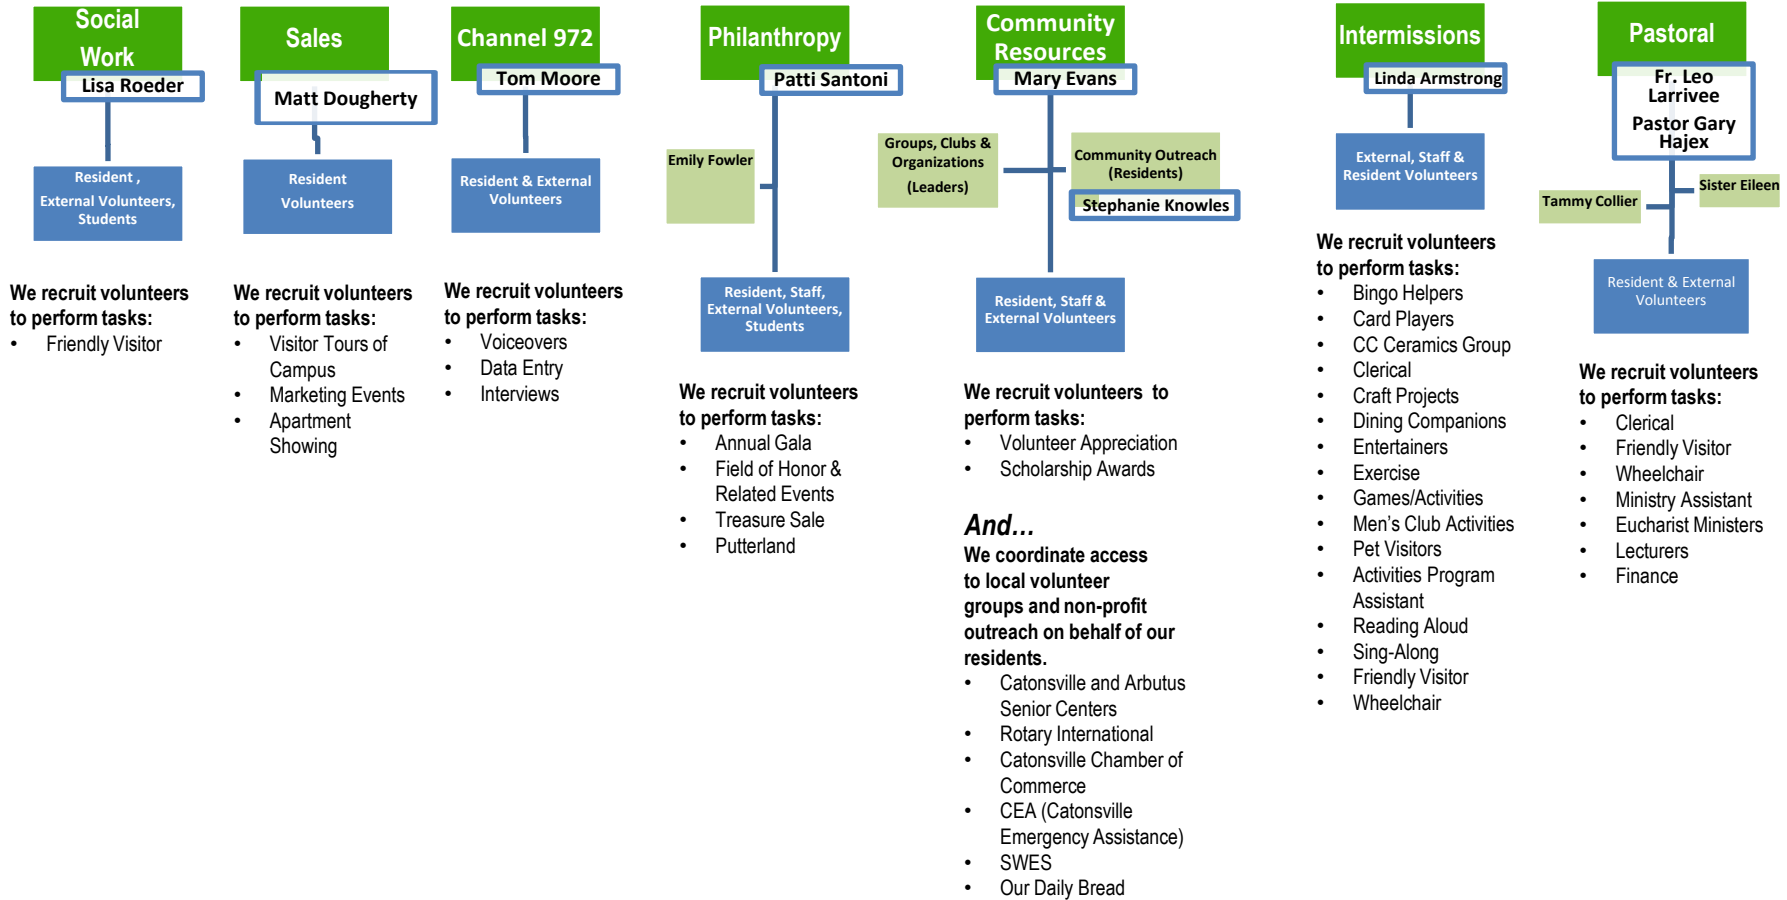 Social
Work
Lisa Roeder
Resident ,
External Volunteers,
Students
We recruit volunteers
to perform tasks:
• Friendly Visitor
Sales
Matt Dougherty
Resident
Volunteers
We recruit volunteers
to perform tasks:
• Visitor Tours of
Campus
• Marketing Events
• Apartment
Showing
Channel 972
Tom Moore
Resident & External
Volunteers
We recruit volunteers
to perform tasks:
• Voiceovers
• Data Entry
• Interviews
Philanthropy
Patti Santoni
Emily Fowler
Resident, Staff,
External Volunteers,
Students
We recruit volunteers
to perform tasks:
• Annual Gala
• Field of Honor &
Related Events
• Treasure Sale
• Putterland
Community
Resources
Mary Evans
Groups, Clubs &
Organizations
(Leaders)
Community Outreach
(Residents)
Stephanie Knowles
Resident, Staff &
External Volunteers
We recruit volunteers to
perform tasks:
• Volunteer Appreciation
• Scholarship Awards
And…
We coordinate access
to local volunteer
groups and non-profit
outreach on behalf of our
residents.
• Catonsville and Arbutus
Senior Centers
• Rotary International
• Catonsville Chamber of
Commerce
• CEA (Catonsville
Emergency Assistance)
• SWES
• Our Daily Bread
Intermissions
Linda Armstrong
External, Staff &
Resident Volunteers
We recruit volunteers
to perform tasks:
• Bingo Helpers
• Card Players
• CC Ceramics Group
• Clerical
• Craft Projects
• Dining Companions
• Entertainers
• Exercise
• Games/Activities
• Men’s Club Activities
• Pet Visitors
• Activities Program
Assistant
• Reading Aloud
• Sing-Along
• Friendly Visitor
• Wheelchair
Pastoral
Fr. Leo
Larrivee
Pastor Gary
Hajex
Sister Eileen
Tammy Collier
Resident & External
Volunteers
We recruit volunteers
to perform tasks:
• Clerical
• Friendly Visitor
• Wheelchair
• Ministry Assistant
• Eucharist Ministers
• Lecturers
• Finance